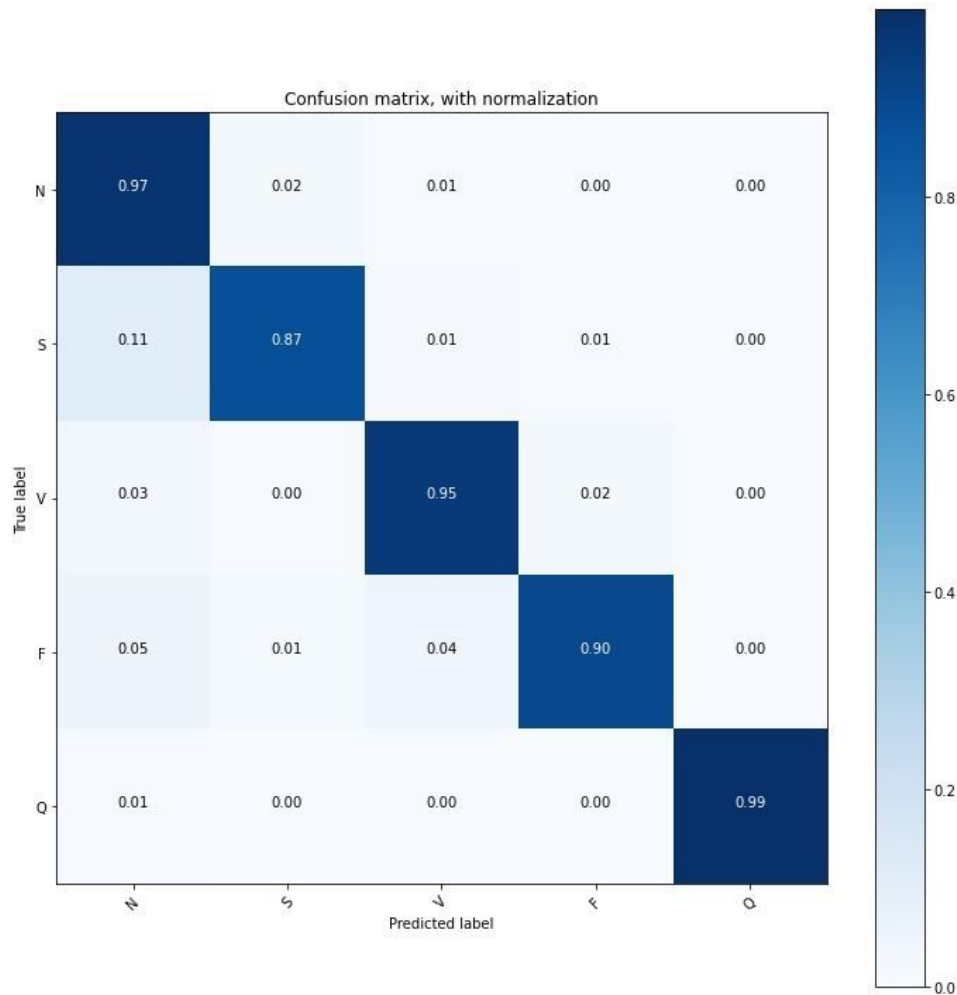 Confusion matrix, with normalization
True label
N 0.97 0.02 0.01 0.00 0.00
S 0.11 0.87 0.01 0.01 0.00
V 0.03 0.00 0.95 0.02 0.00
F 0.05 0.01 0.04 0.90 0.00
Q 0.01 0.00 0.00 0.00 0.99
N S V F Q
Predicted label
0.8
0.6
0.4
0.2
0.0